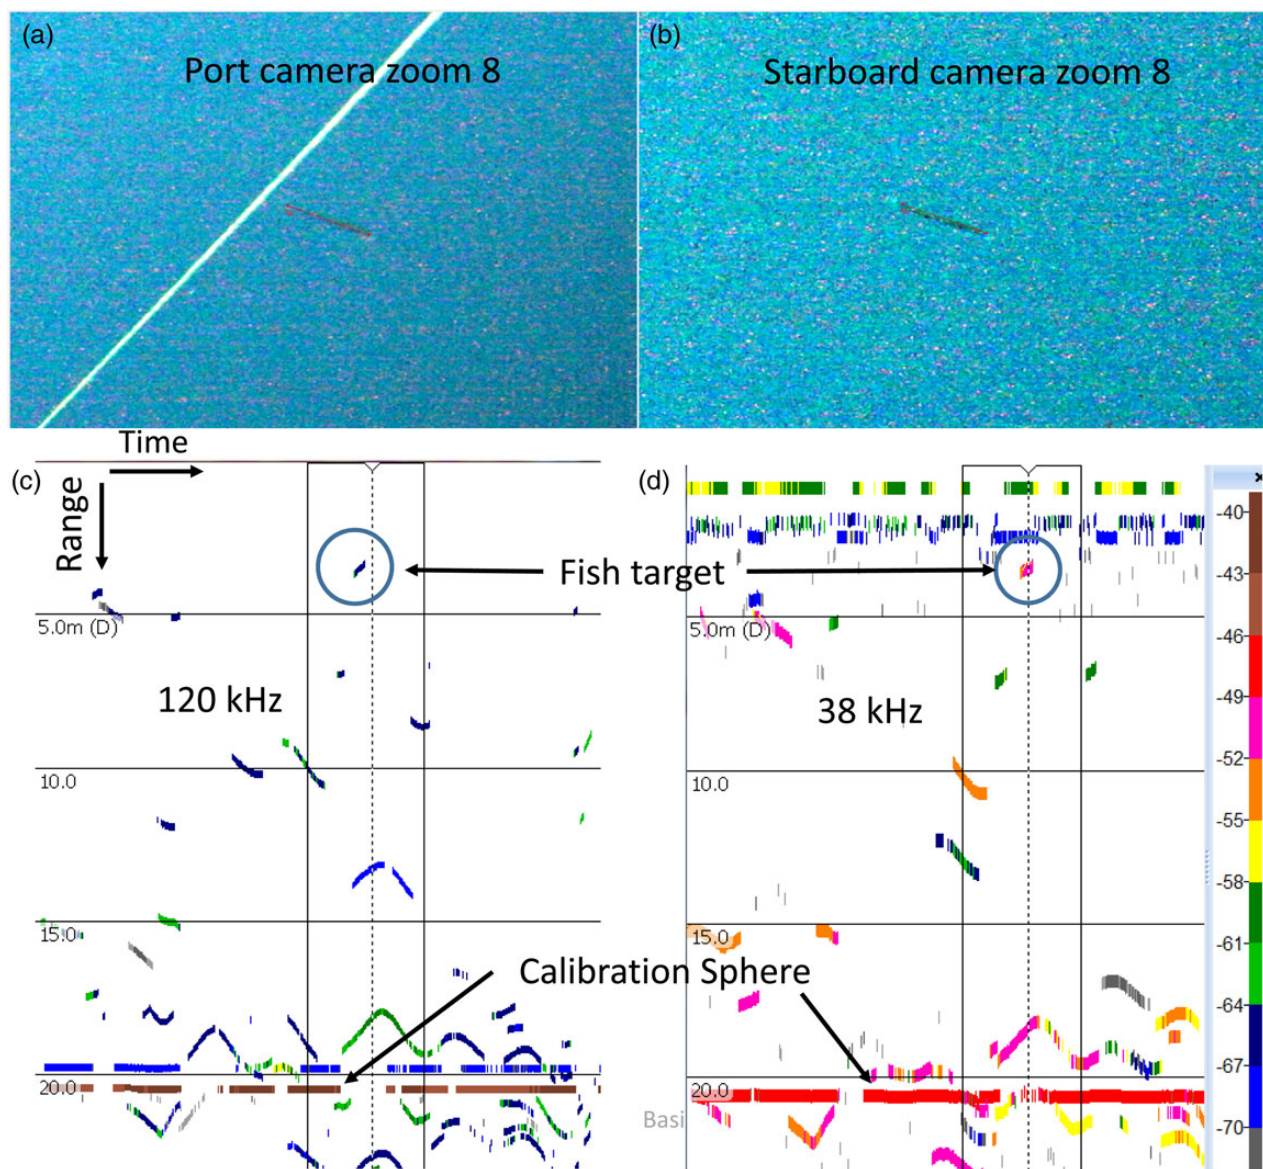 (a)
Port camera zoom 8
(b)
Starboard camera zoom 8
Time
(c)
Range
(d)
Fish target
5.0m (D)
5.0m (D)
120 kHz
38 kHz
10.0
10.0
15.0
15.0
Calibration Sphere
20.0
20.0
Basi
x
-40
-43
-46
-49
-52
-55
-58
-61
-64
-67
-70